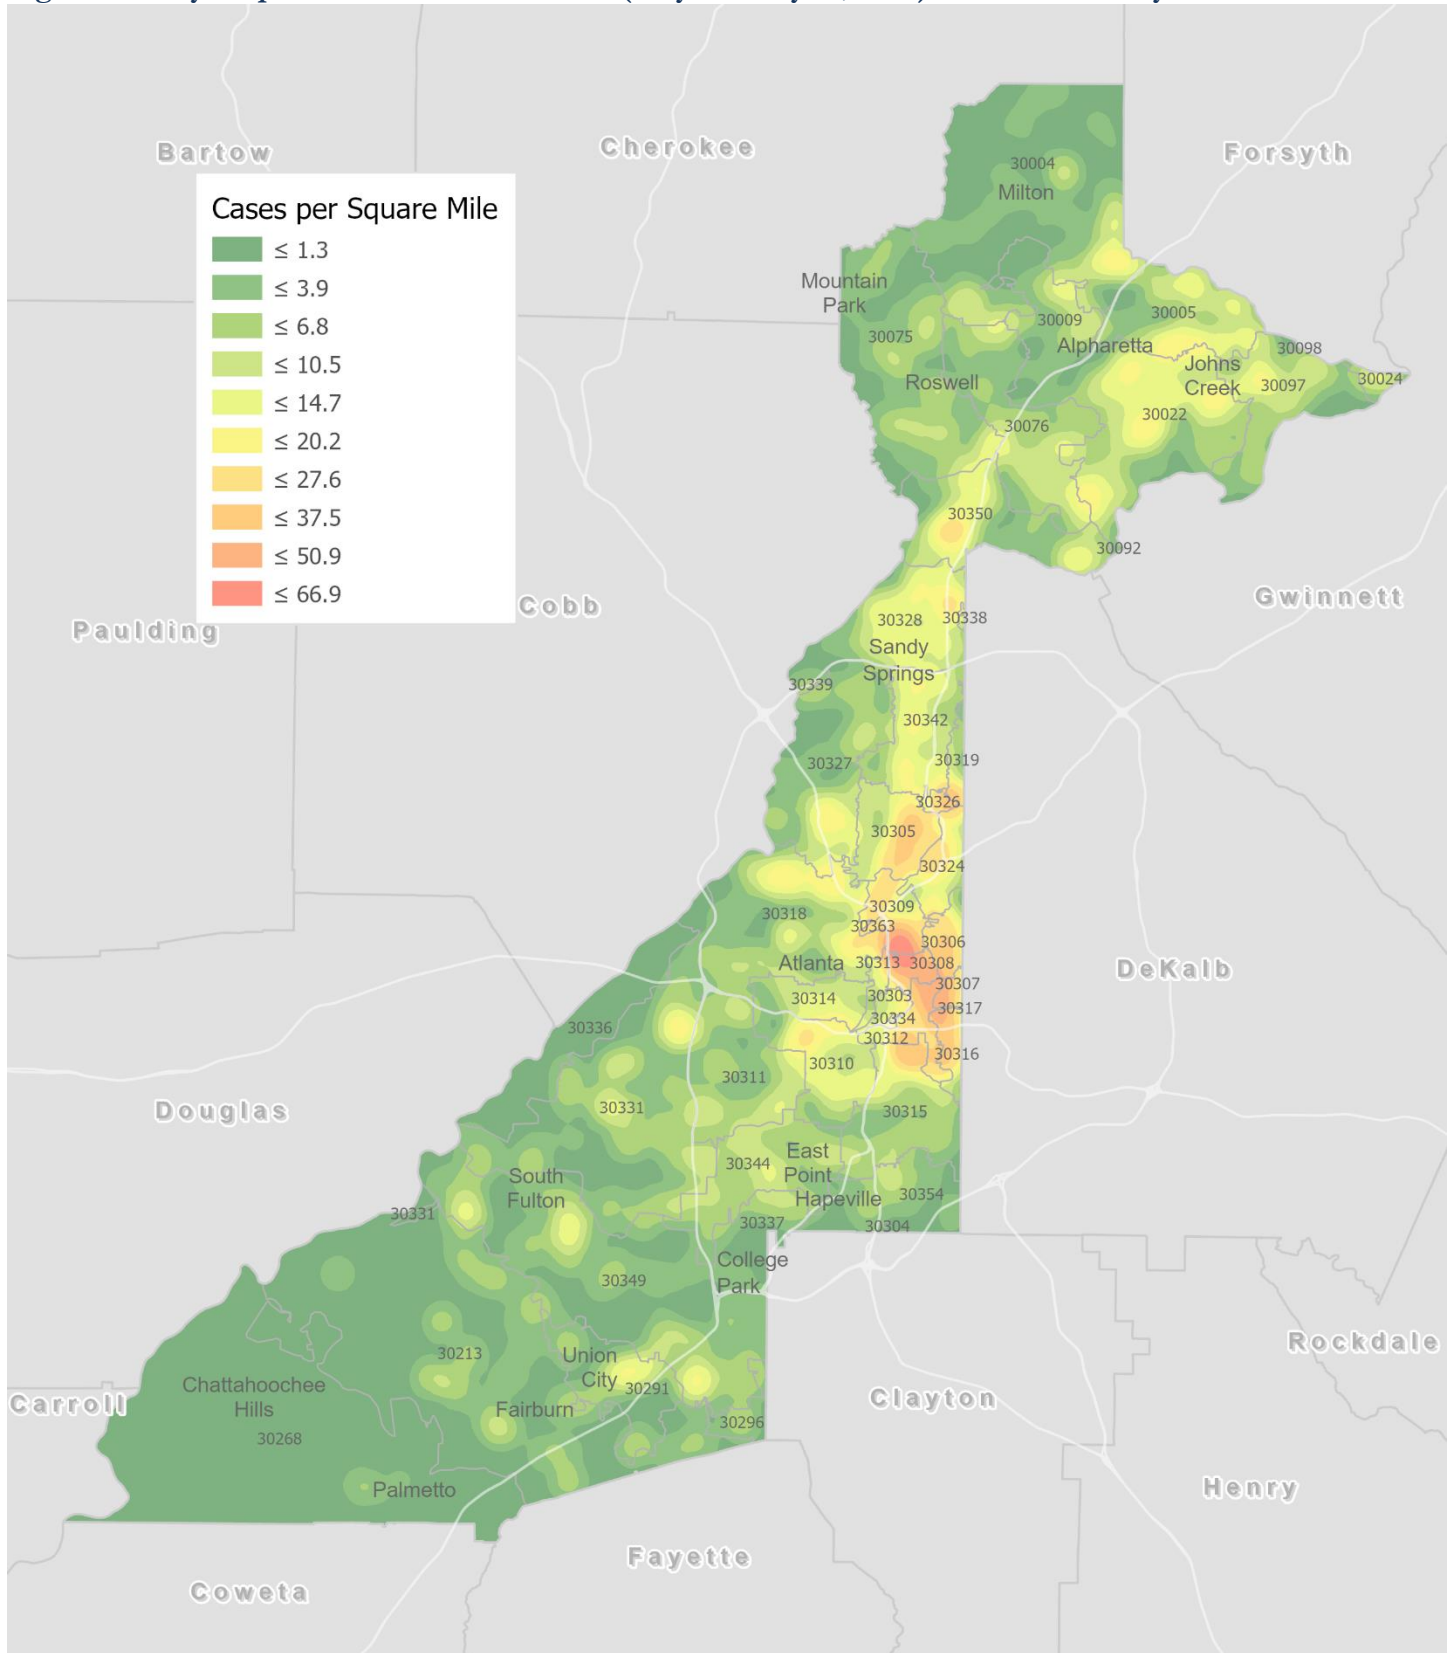 Cherokee
Bartow
Forsyth
30004
Milton
Cases per Square Mile
≤ 1.3
≤ 3.9
≤ 6.8
≤ 10.5
≤ 14.7
≤ 20.2
≤ 27.6
≤ 37.5
≤ 50.9
≤ 66.9
Mountain
Park
30005
30009
30075
Alpharetta
30098
Johns
Creek
Roswell
30097
30024
30022
30076
30350
30092
Gwinnett
Cobb
Paulding
30328
30338
Sandy
Springs
30339
30342
30327
30319
30326
30305
30324
30309
30318
30363
30306
Atlanta
30313
30308
DeKalb
30307
30314
30303
30317
30334
30336
30312
30316
30310
30311
30331
Douglas
30315
East
Point
30344
South
Fulton
Hapeville
30354
30331
30337
30304
College
Park
30349
Rockdale
30213
Union
City
30291
Chattahoochee
Hills
Carroll
Clayton
Fairburn
30296
30268
Palmetto
Henry
Fayette
Coweta